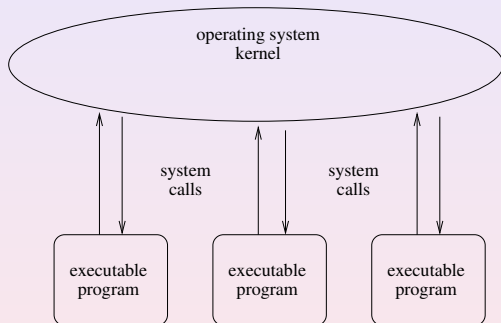 operating system
kernel
system
calls
system
calls
executable
program
executable
program
executable
program